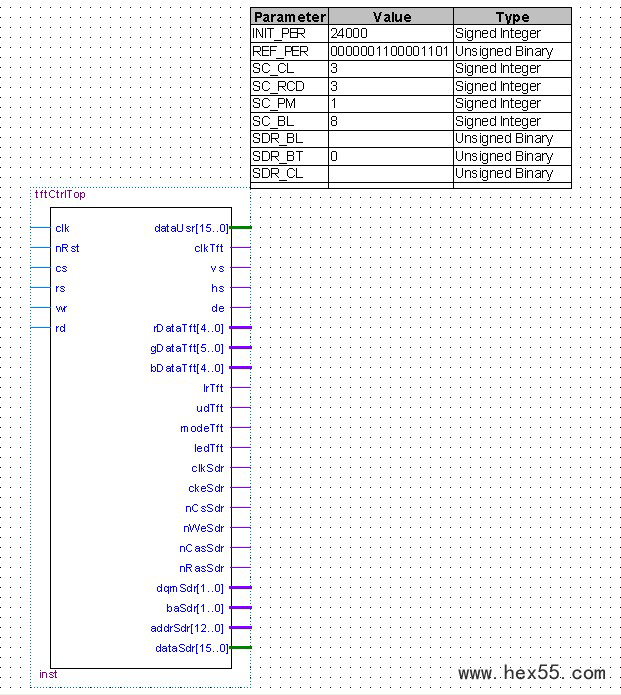 Parameter Value Type
INIT_PER 24000 Signed Integer
REF_PER 0000001100001101 Unsigned Binary
SC_CL 3 Signed Integer
SC_RCD 3 Signed Integer
SC_PM 1 Signed Integer
SC_BL 8 Signed Integer
SDR_BL Unsigned Binary
SDR_BT 0 Unsigned Binary
SDR_CL Unsigned Binary
tftCtrlTop
clk dataUsr[15..0]
nRst clkTft
cs vs
rs hs
wr de
rd rDataTft[4..0]
gDataTft[5..0]
bDataTft[4..0]
lrTft
udTft
modeTft
ledTft
clkSdr
ckeSdr
nCsSdr
nWeSdr
nCasSdr
nRasSdr
dqmSdr[1..0]
baSdr[1..0]
addrSdr[12..0]
dataSdr[15..0]
inst
www.hex55.com